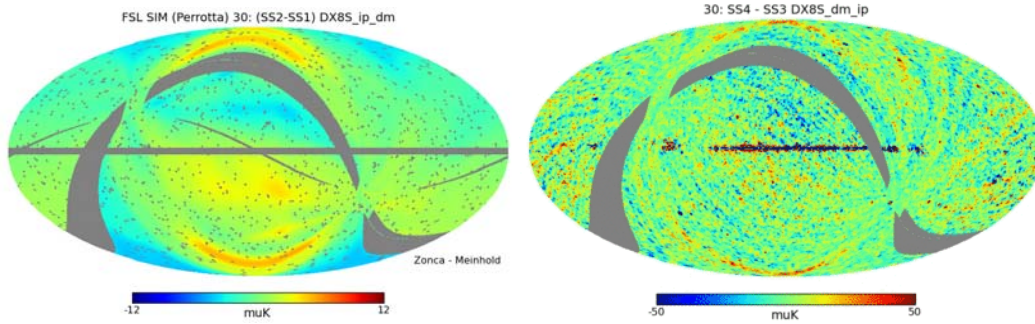 FSL SIM (Perrotta) 30: (SS2-SS1) DX8S_ip_dm
Zonca - Meinhold
-12
muK
12
30: SS4 - SS3 DX8S_dm_ip
-50
muK
50